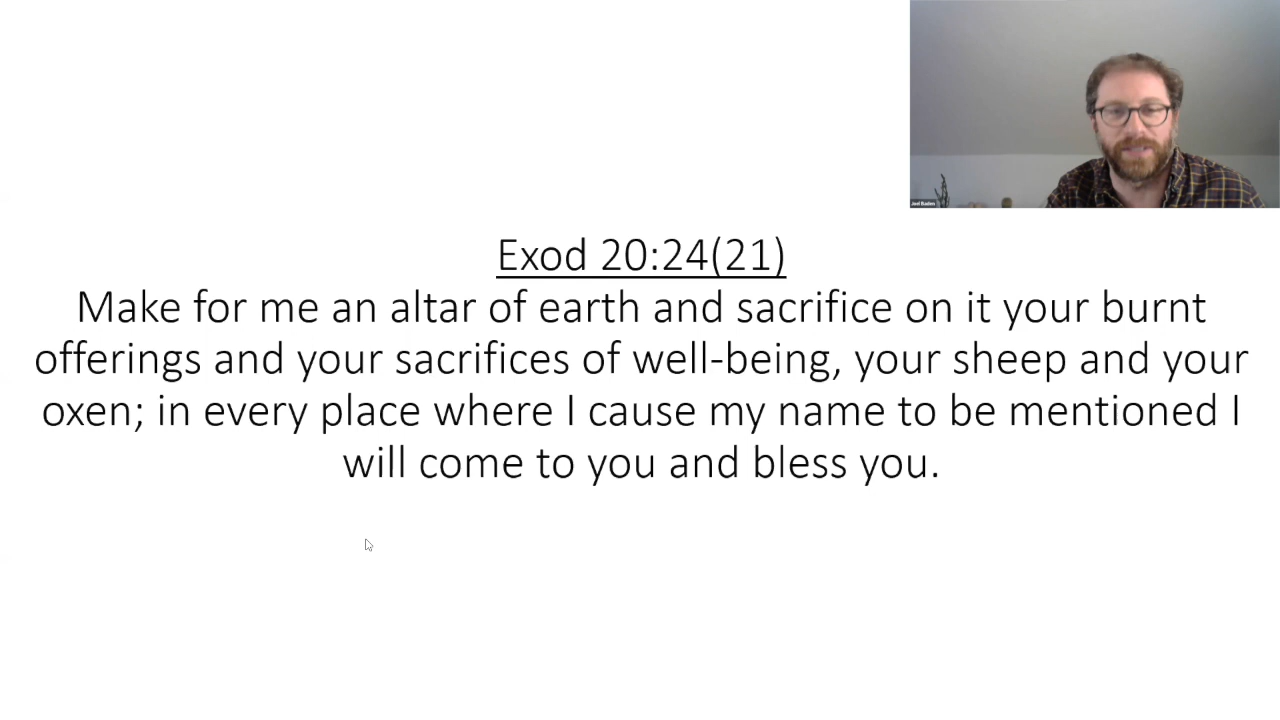 Joel Baden
Exod 20:24(21)
Make for me an altar of earth and sacrifice on it your burnt
offerings and your sacrifices of well-being, your sheep and your
oxen; in every place where I cause my name to be mentioned I
will come to you and bless you.